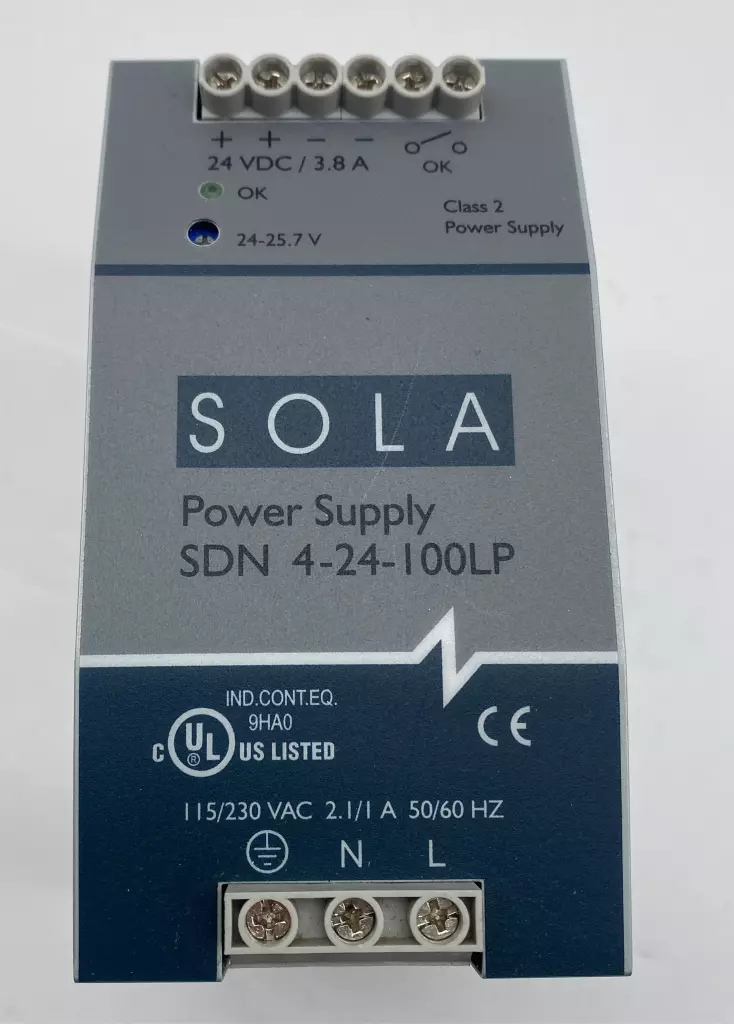 + + − −
24 VDC / 3.8 A
OK
OK
Class 2
Power Supply
24-25.7 V
SOLA
Power Supply
SDN 4-24-100LP
IND.CONT.EQ.
9HA0
C UL ® US LISTED
CE
115/230 VAC 2.1/1 A 50/60 HZ
N L